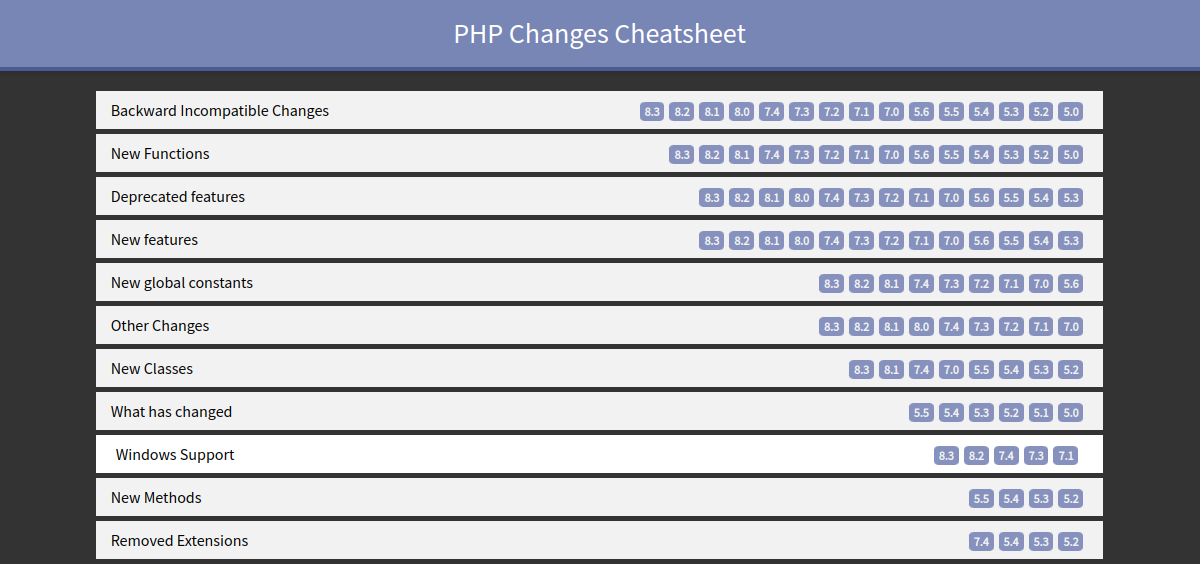 PHP Changes Cheatsheet
Backward Incompatible Changes 8.3 8.2 8.1 8.0 7.4 7.3 7.2 7.1 7.0 5.6 5.5 5.4 5.3 5.2 5.0
New Functions 8.3 8.2 8.1 7.4 7.3 7.2 7.1 7.0 5.6 5.5 5.4 5.3 5.2 5.0
Deprecated features 8.3 8.2 8.1 8.0 7.4 7.3 7.2 7.1 7.0 5.6 5.5 5.4 5.3
New features 8.3 8.2 8.1 8.0 7.4 7.3 7.2 7.1 7.0 5.6 5.5 5.4 5.3
New global constants 8.3 8.2 8.1 7.4 7.3 7.2 7.1 7.0 5.6
Other Changes 8.3 8.2 8.1 8.0 7.4 7.3 7.2 7.1 7.0
New Classes 8.3 8.1 7.4 7.0 5.5 5.4 5.3 5.2
What has changed 5.5 5.4 5.3 5.2 5.1 5.0
Windows Support 8.3 8.2 7.4 7.3 7.1
New Methods 5.5 5.4 5.3 5.2
Removed Extensions 7.4 5.4 5.3 5.2